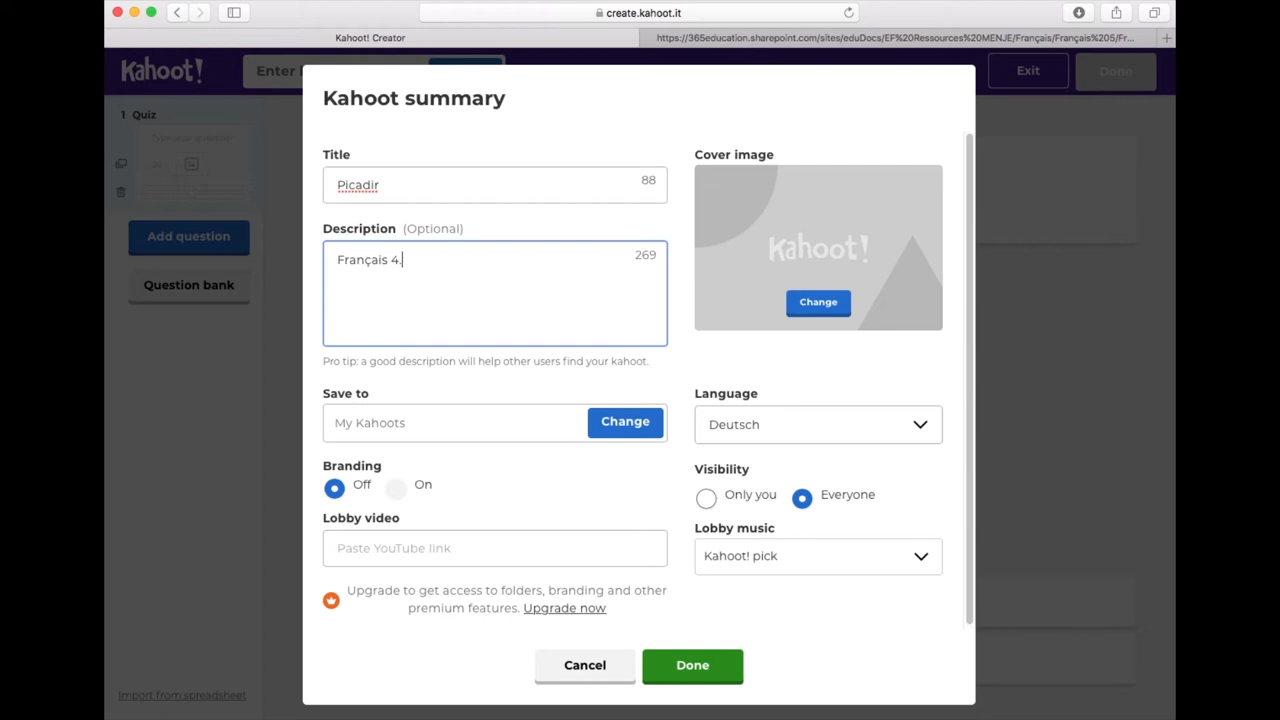 create.kahoot.it
Kahoot! Creator
https://365education.sharepoint.com/sites/eduDocs/EF%20Ressources%20MENJE/Français/Français%205/Fr...
Kahoot!
Enter
Exit
Done
1 Quiz
Type your question
Add question
Question bank
Import from spreadsheet
Kahoot summary
Title
Picadir
88
Description (Optional)
Français 4.
269
Pro tip: a good description will help other users find your kahoot.
Save to
My Kahoots
Change
Branding
Off
On
Lobby video
Paste YouTube link
Upgrade to get access to folders, branding and other
premium features. Upgrade now
Cover image
Kahoot!
Change
Language
Deutsch
Visibility
Only you
Everyone
Lobby music
Kahoot! pick
Cancel
Done